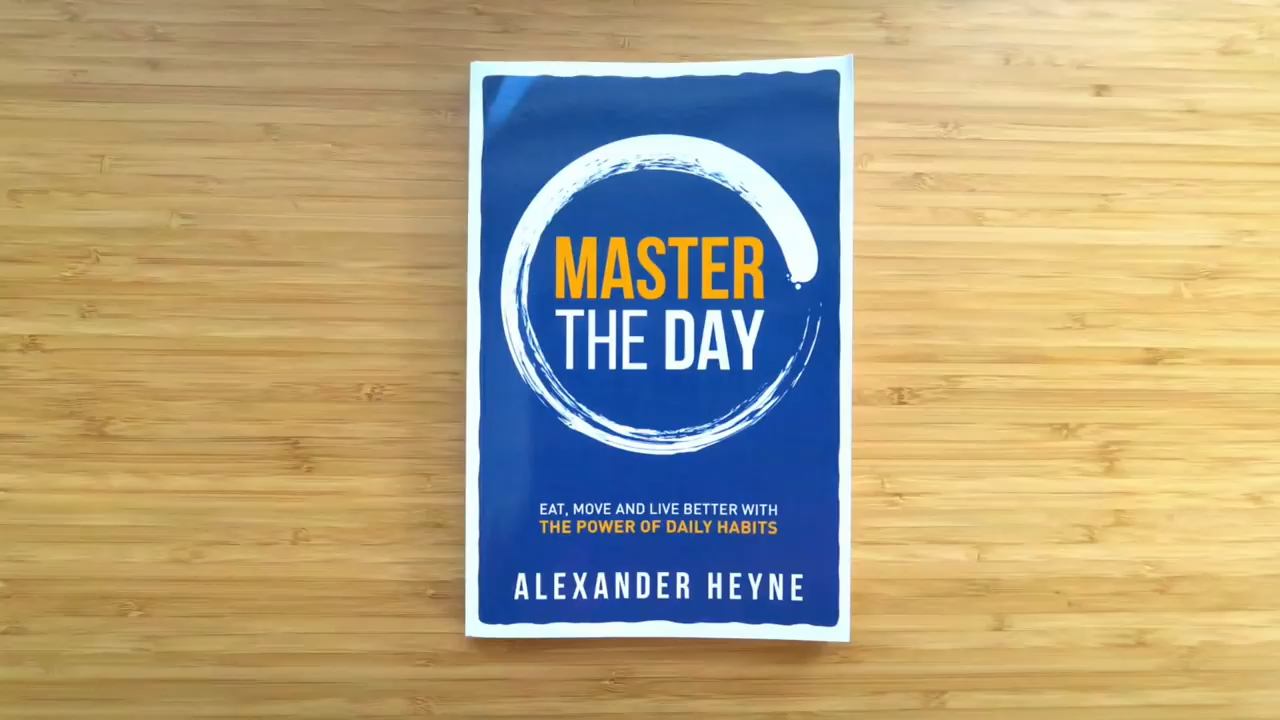 MASTER
THE DAY
EAT, MOVE AND LIVE BETTER WITH
THE POWER OF DAILY HABITS
ALEXANDER HEYNE